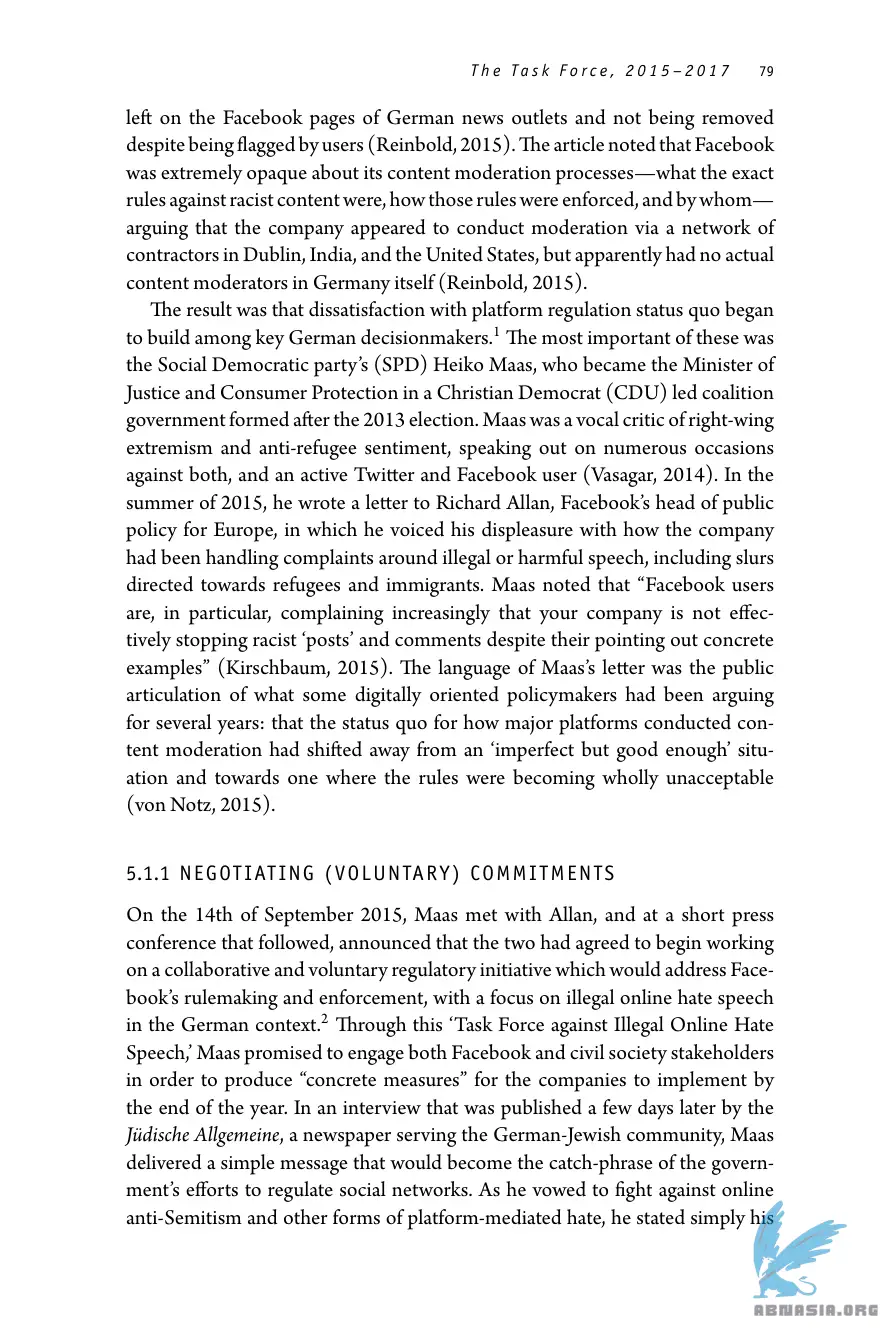 The Task Force, 2015–2017 79
left on the Facebook pages of German news outlets and not being removed
despite being flagged by users (Reinbold, 2015). The article noted that Facebook
was extremely opaque about its content moderation processes—what the exact
rules against racist content were, how those rules were enforced, and by whom—
arguing that the company appeared to conduct moderation via a network of
contractors in Dublin, India, and the United States, but apparently had no actual
content moderators in Germany itself (Reinbold, 2015).
The result was that dissatisfaction with platform regulation status quo began
to build among key German decisionmakers.1 The most important of these was
the Social Democratic party’s (SPD) Heiko Maas, who became the Minister of
Justice and Consumer Protection in a Christian Democrat (CDU) led coalition
government formed after the 2013 election. Maas was a vocal critic of right-wing
extremism and anti-refugee sentiment, speaking out on numerous occasions
against both, and an active Twitter and Facebook user (Vasagar, 2014). In the
summer of 2015, he wrote a letter to Richard Allan, Facebook’s head of public
policy for Europe, in which he voiced his displeasure with how the company
had been handling complaints around illegal or harmful speech, including slurs
directed towards refugees and immigrants. Maas noted that “Facebook users
are, in particular, complaining increasingly that your company is not effec-
tively stopping racist ‘posts’ and comments despite their pointing out concrete
examples” (Kirschbaum, 2015). The language of Maas’s letter was the public
articulation of what some digitally oriented policymakers had been arguing
for several years: that the status quo for how major platforms conducted con-
tent moderation had shifted away from an ‘imperfect but good enough’ situ-
ation and towards one where the rules were becoming wholly unacceptable
(von Notz, 2015).
5.1.1 NEGOTIATING (VOLUNTARY) COMMITMENTS
On the 14th of September 2015, Maas met with Allan, and at a short press
conference that followed, announced that the two had agreed to begin working
on a collaborative and voluntary regulatory initiative which would address Face-
book’s rulemaking and enforcement, with a focus on illegal online hate speech
in the German context.2 Through this ‘Task Force against Illegal Online Hate
Speech,’ Maas promised to engage both Facebook and civil society stakeholders
in order to produce “concrete measures” for the companies to implement by
the end of the year. In an interview that was published a few days later by the
Jüdische Allgemeine, a newspaper serving the German-Jewish community, Maas
delivered a simple message that would become the catch-phrase of the govern-
ment’s efforts to regulate social networks. As he vowed to fight against online
anti-Semitism and other forms of platform-mediated hate, he stated simply his
ABNASIA.ORG